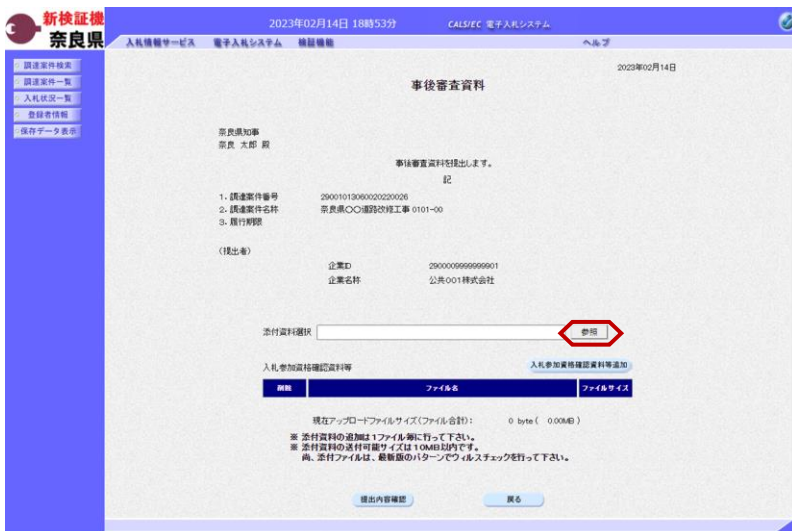 新検証機
奈良県
2023年02月14日 18時53分
CALS/EC 電子入札システム
入札情報サービス 電子入札システム 検証機能 ヘルプ
調達案件検索
調達案件一覧
入札状況一覧
登録者情報
保存データ表示
2023年02月14日
事後審査資料
奈良県知事
奈良 太郎 殿
事後審査資料を提出します。
記
1. 調達案件番号 29001013060020220026
2. 調達案件名称 奈良県〇〇道路改修工事 0101-00
3. 履行期限
(提出者)
企業ID 2900009999999901
企業名称 公共001株式会社
添付資料選択 参照
入札参加資格確認資料等 入札参加資格確認資料等追加
削除 ファイル名 ファイルサイズ
現在アップロードファイルサイズ(ファイル合計): 0 byte ( 0.00MB )
※ 添付資料の追加は1ファイル毎に行って下さい。
※ 添付資料の送付可能サイズは10MB以内です。
尚、添付ファイルは、最新版のパターンでウィルスチェックを行って下さい。
提出内容確認 戻る